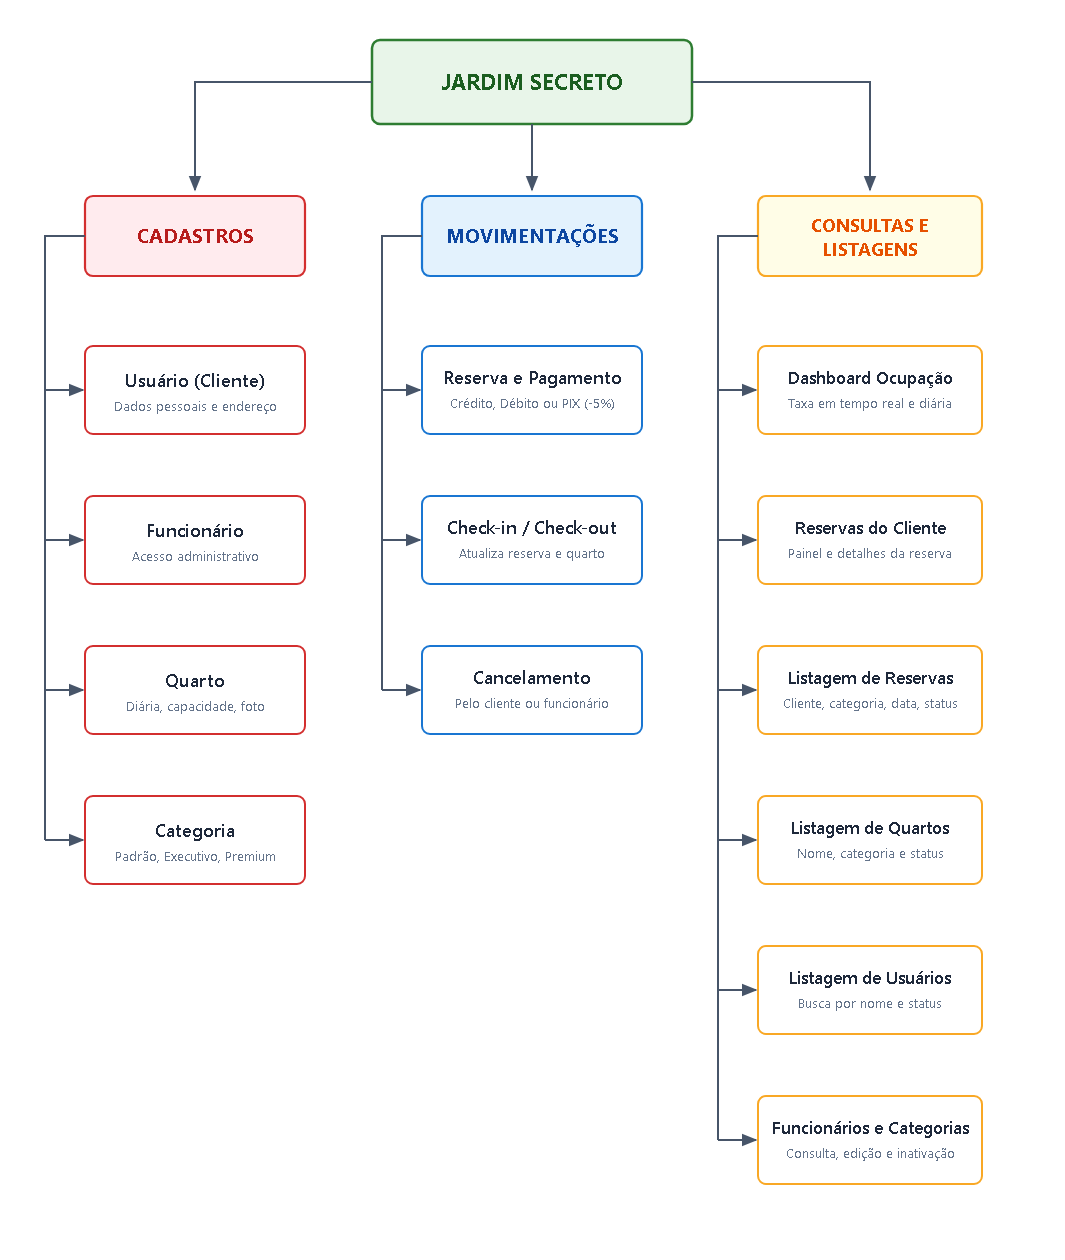 JARDIM SECRETO
CADASTROS
Usuário (Cliente)
Dados pessoais e endereço
Funcionário
Acesso administrativo
Quarto
Diária, capacidade, foto
Categoria
Padrão, Executivo, Premium
MOVIMENTAÇÕES
Reserva e Pagamento
Crédito, Débito ou PIX (-5%)
Check-in / Check-out
Atualiza reserva e quarto
Cancelamento
Pelo cliente ou funcionário
CONSULTAS E
LISTAGENS
Dashboard Ocupação
Taxa em tempo real e diária
Reservas do Cliente
Painel e detalhes da reserva
Listagem de Reservas
Cliente, categoria, data, status
Listagem de Quartos
Nome, categoria e status
Listagem de Usuários
Busca por nome e status
Funcionários e Categorias
Consulta, edição e inativação